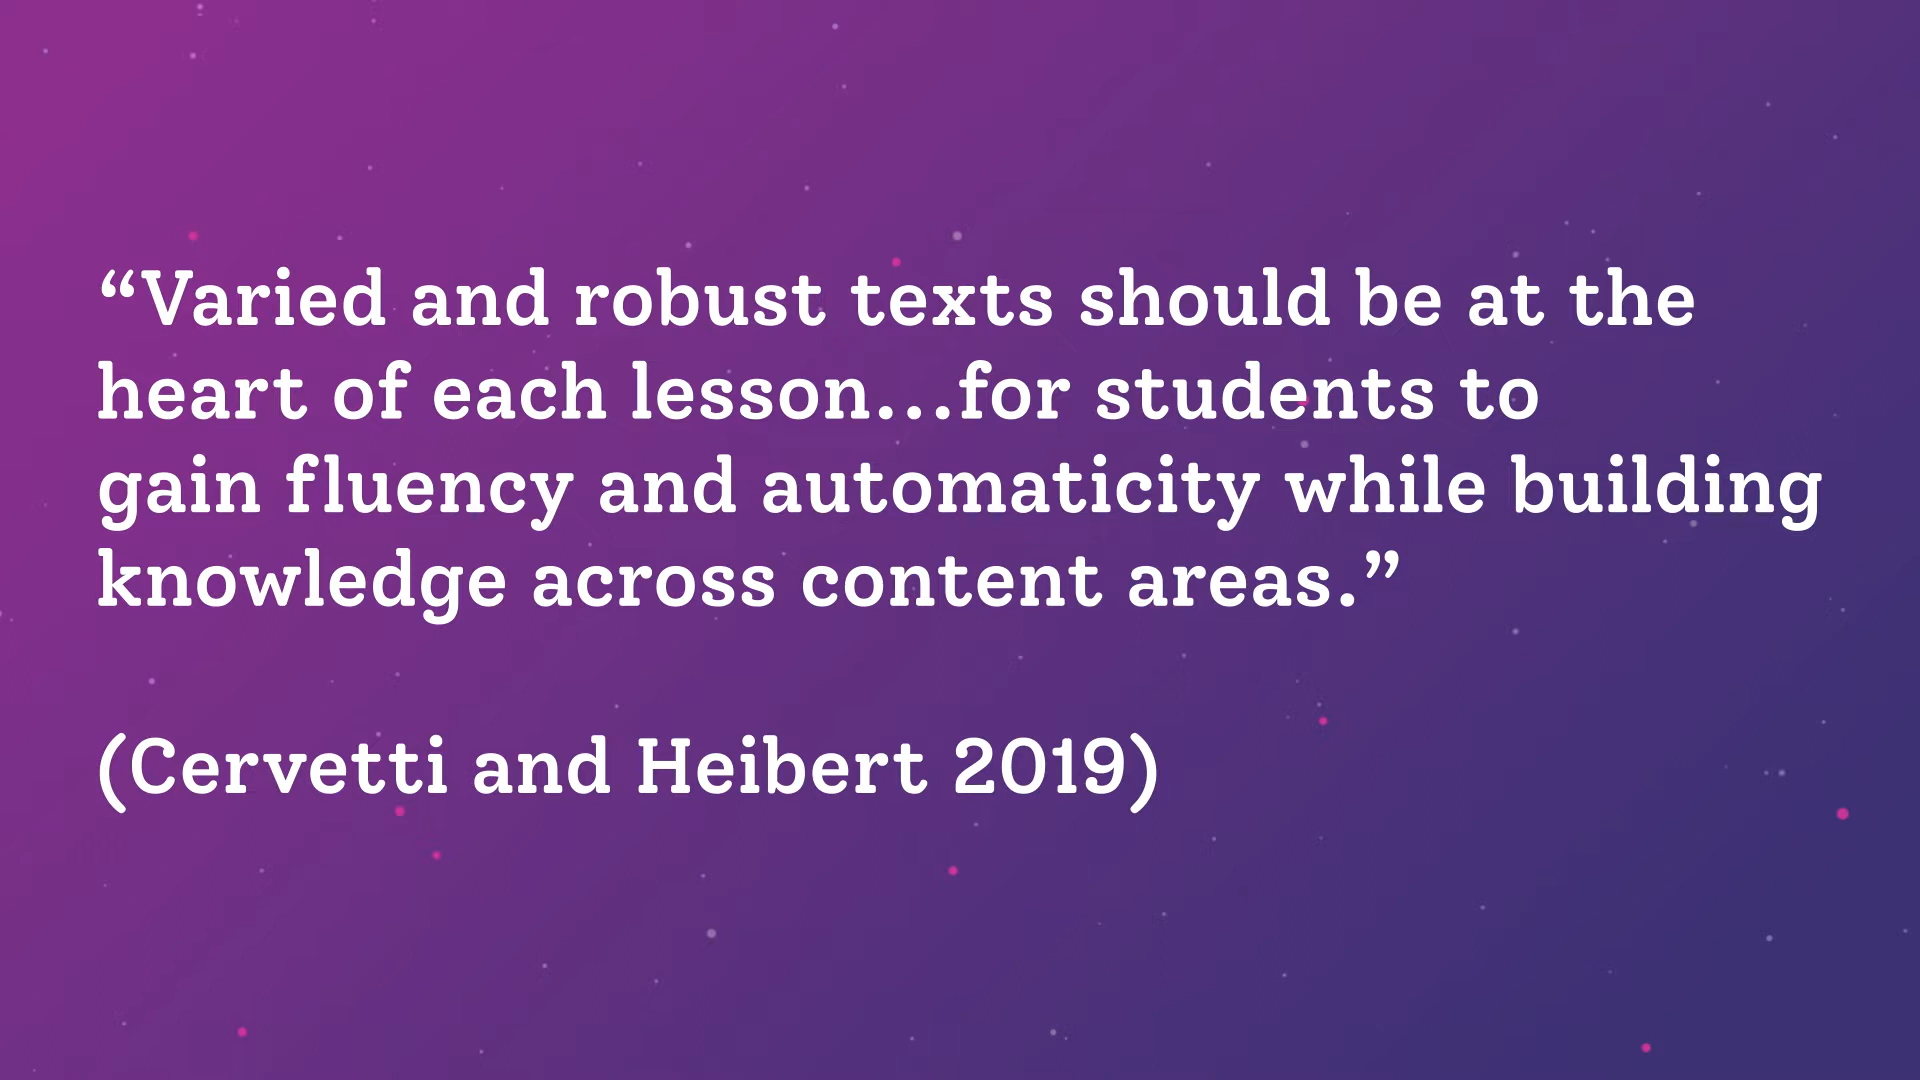 “Varied and robust texts should be at the
heart of each lesson...for students to
gain fluency and automaticity while building
knowledge across content areas.”
(Cervetti and Heibert 2019)